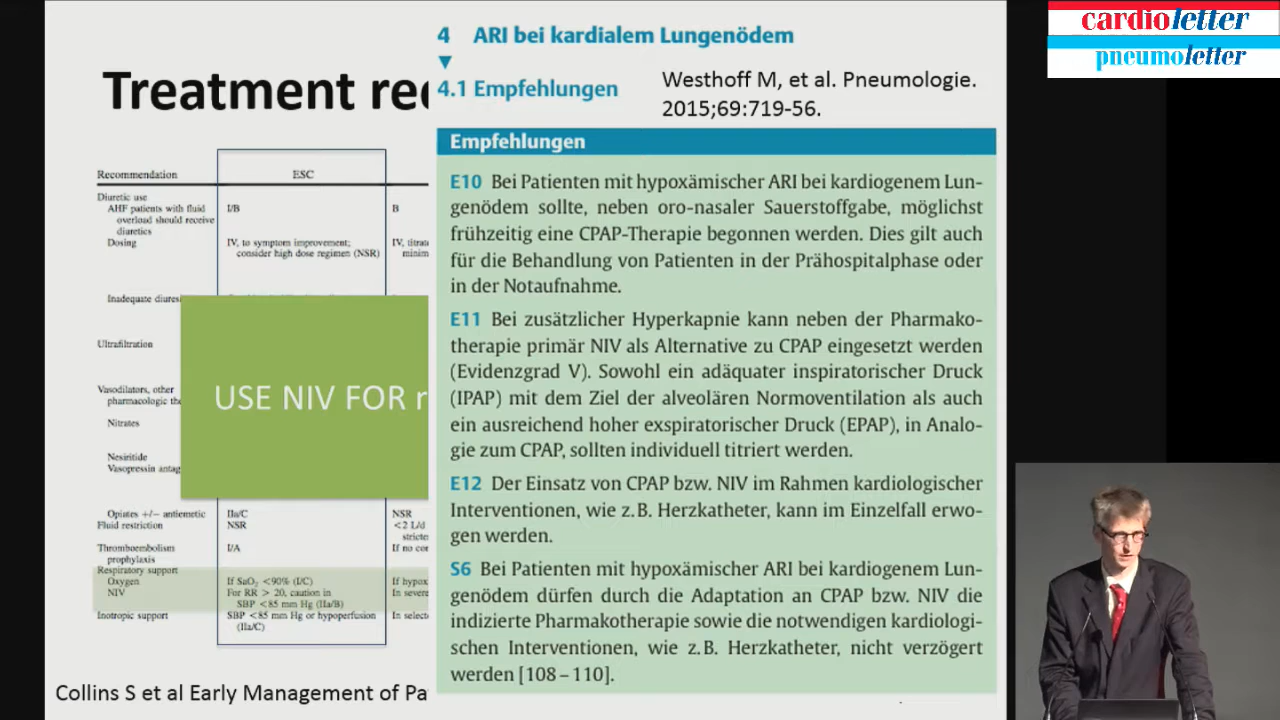 cardioletter
pneumoletter
4 ARI bei kardialem Lungenödem
4.1 Empfehlungen
Westhoff M, et al. Pneumologie.
2015;69:719-56.
Treatment
Empfehlungen
E10 Bei Patienten mit hypoxämischer ARI bei kardiogenem Lun-
genödem sollte, neben oro-nasaler Sauerstoffgabe, möglichst
frühzeitig eine CPAP-Therapie begonnen werden. Dies gilt auch
für die Behandlung von Patienten in der Prähospitalphase oder
in der Notaufnahme.
E11 Bei zusätzlicher Hyperkapnie kann neben der Pharmako-
therapie primär NIV als Alternative zu CPAP eingesetzt werden
(Evidenzgrad V). Sowohl ein adäquater inspiratorischer Druck
(IPAP) mit dem Ziel der alveolären Normoventilation als auch
ein ausreichend hoher exspiratorischer Druck (EPAP), in Analo-
gie zum CPAP, sollten individuell titriert werden.
E12 Der Einsatz von CPAP bzw. NIV im Rahmen kardiologischer
Interventionen, wie z.B. Herzkatheter, kann im Einzelfall erwo-
gen werden.
S6 Bei Patienten mit hypoxämischer ARI bei kardiogenem Lun-
genödem dürfen durch die Adaptation an CPAP bzw. NIV die
indizierte Pharmakotherapie sowie die notwendigen kardiologi-
schen Interventionen, wie z.B. Herzkatheter, nicht verzögert
werden [108–110].
Recommendation ESC
Diuretic use
AHF patients with fluid I/B B
overload should receive
diuretics
Dosing IV, to symptom improvement;
consider high dose regimen (NSR)
Inadequate
Ultrafiltration
Vasodilators, other
pharmacologic
Nitrates
Nesiritide
Vasopressin
USE NIV FOR
Opiates +/− antiemetic IIa/C NSR
Fluid restriction NSR <2 L/d
Thromboembolism I/A If no
prophylaxis
Respiratory support
Oxygen If SaO2 <90% (I/C) If
NIV For RR > 20, caution in In
SBP <85 mm Hg (IIa/B)
Inotropic support SBP <85 mm Hg or hypoperfusion In
(IIa/C)
Collins S et al Early Management of